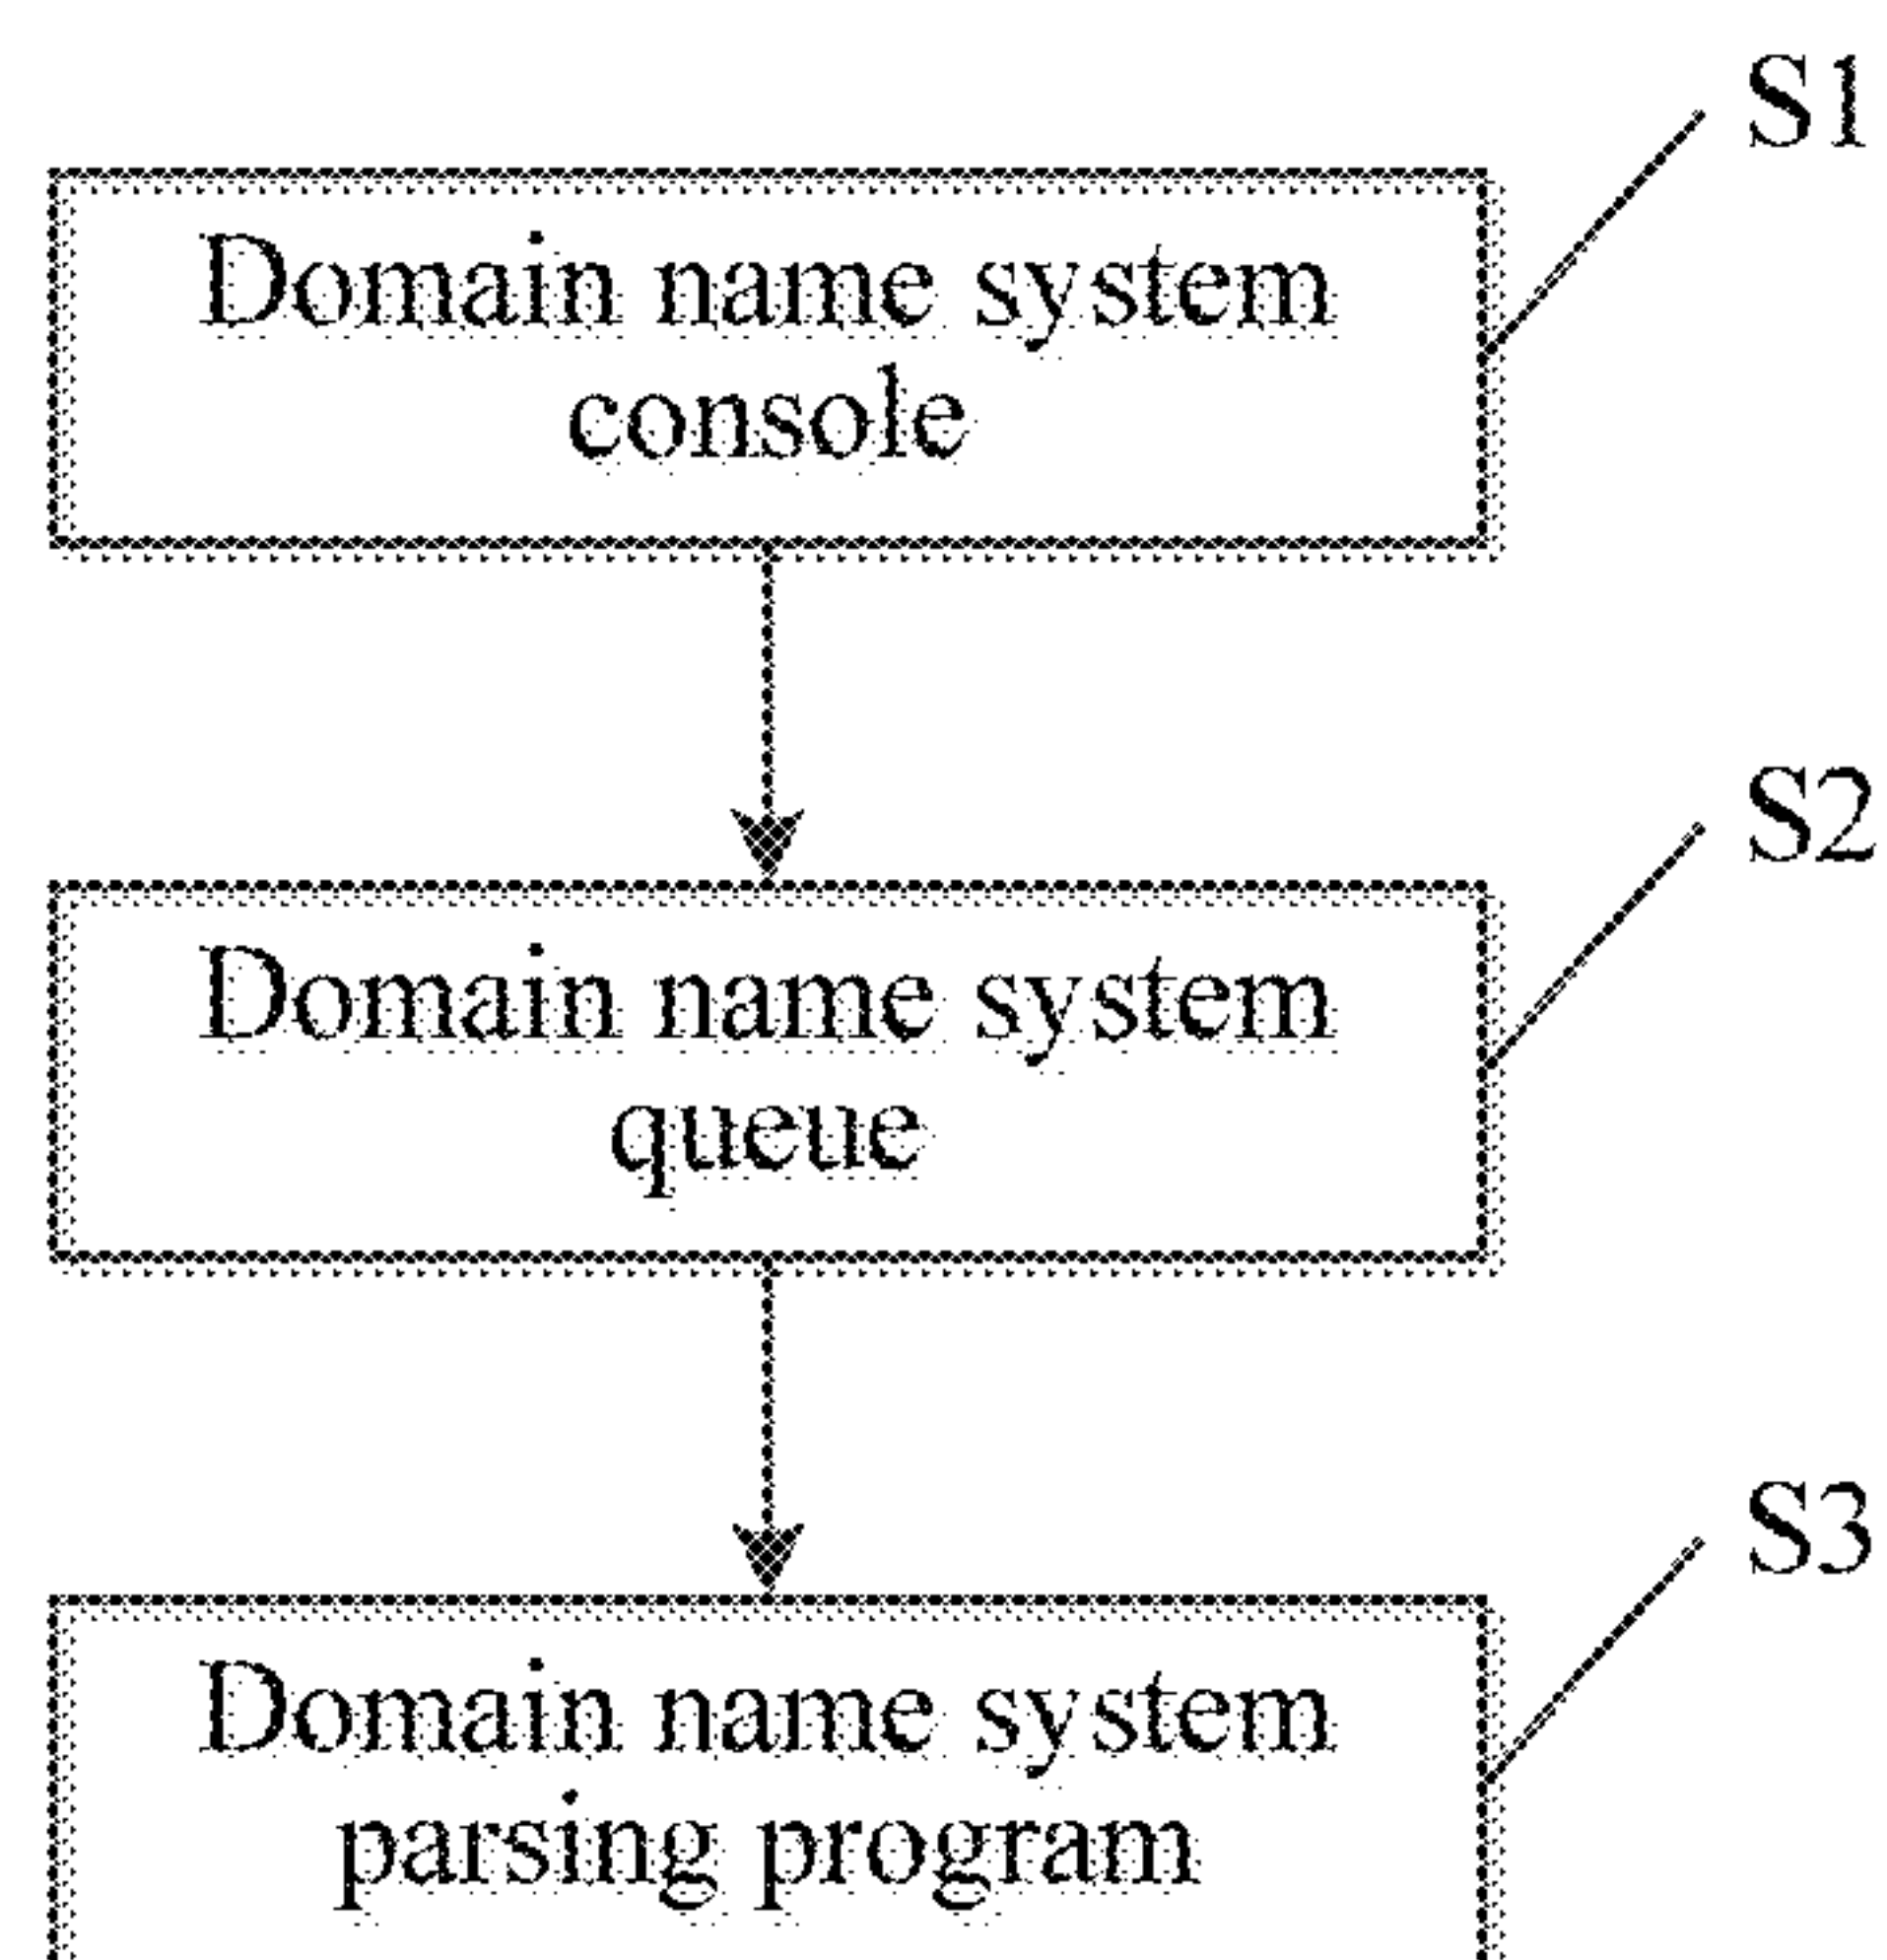 S1
Domain name system
console
S2
Domain name system
queue
S3
Domain name system
parsing program